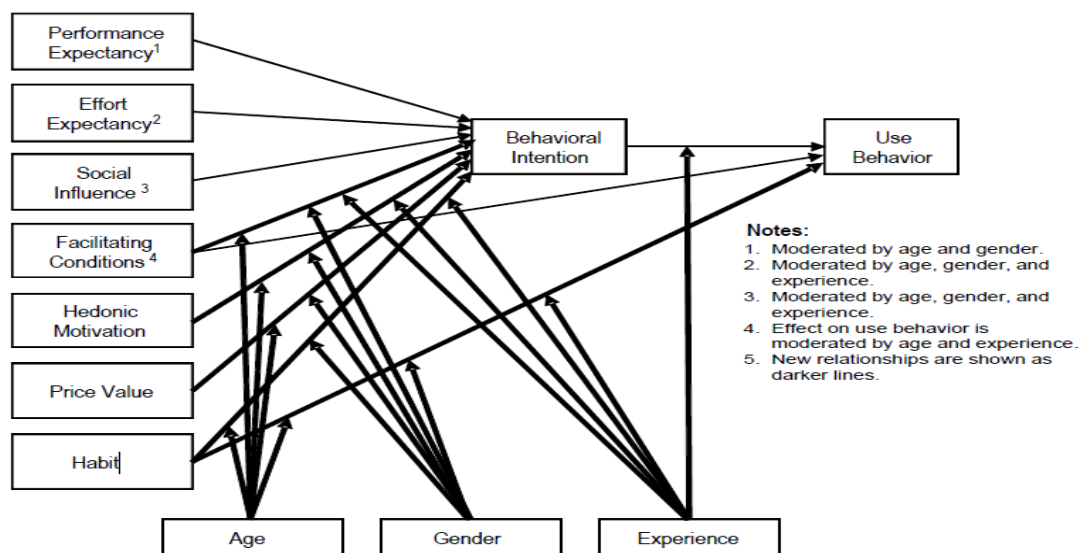 Performance
Expectancy1
Effort
Expectancy2
Social
Influence 3
Facilitating
Conditions 4
Hedonic
Motivation
Price Value
Habit
Behavioral
Intention
Use
Behavior
Notes:
1. Moderated by age and gender.
2. Moderated by age, gender, and
experience.
3. Moderated by age, gender, and
experience.
4. Effect on use behavior is
moderated by age and experience.
5. New relationships are shown as
darker lines.
Age
Gender
Experience